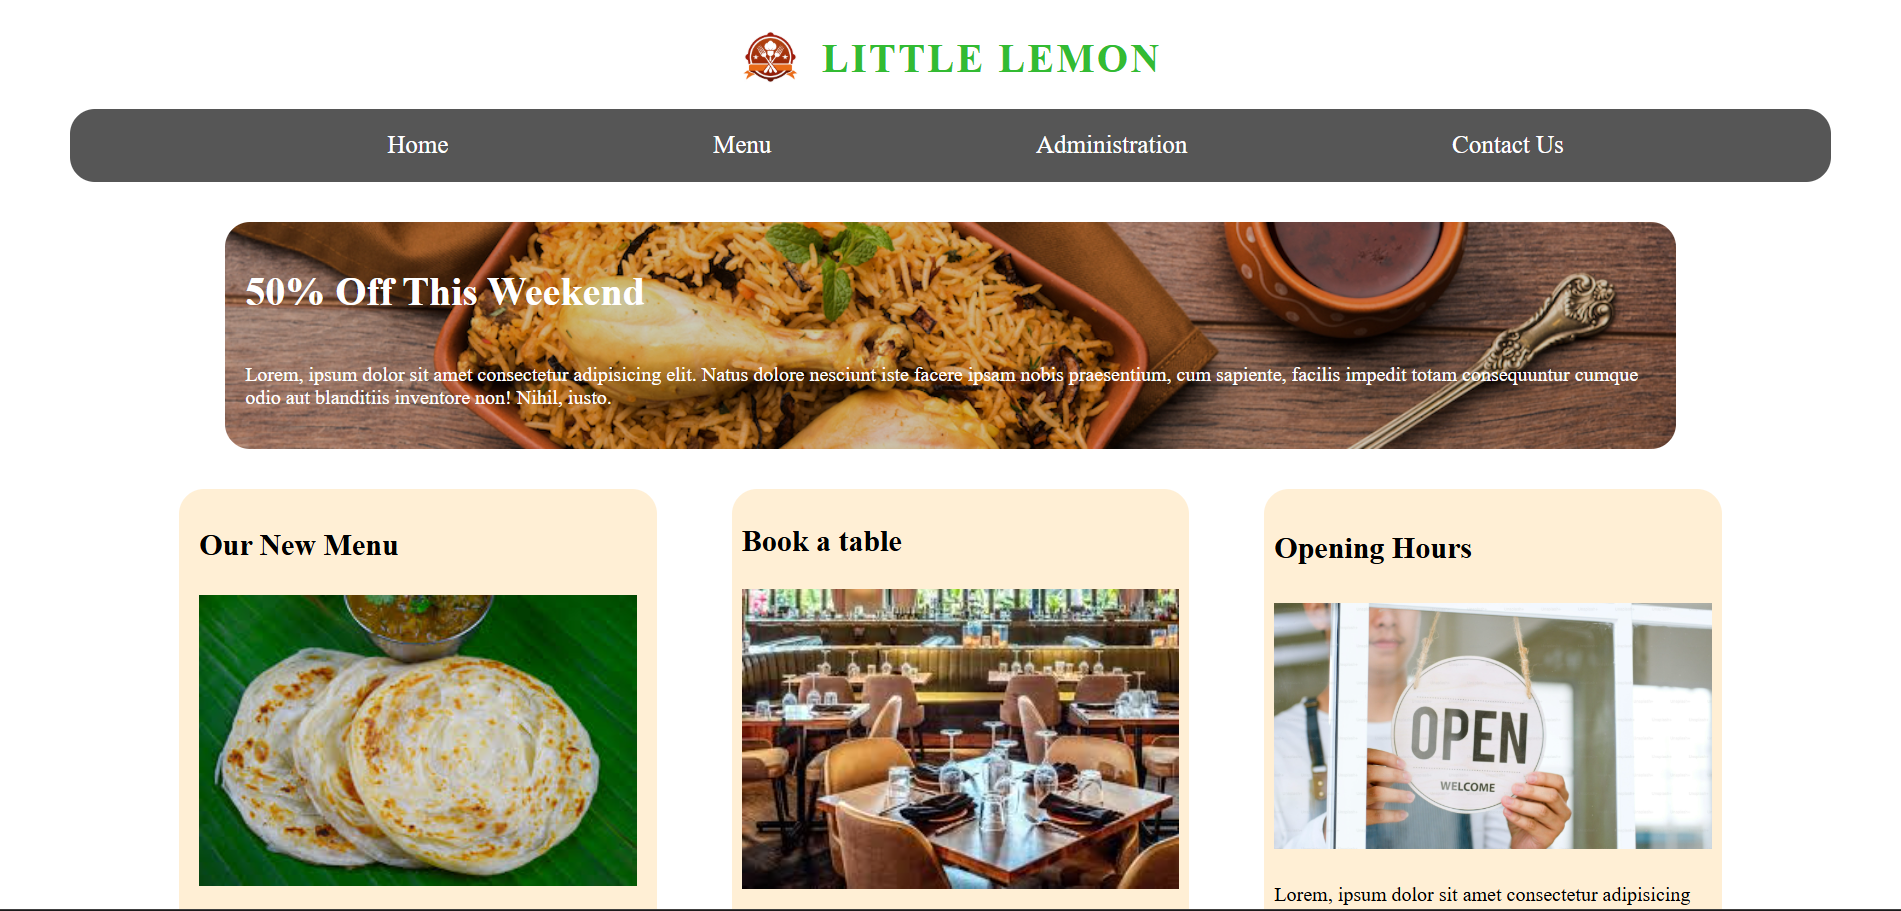 LITTLE LEMON
Home Menu Administration Contact Us
50% Off This Weekend
Lorem, ipsum dolor sit amet consectetur adipisicing elit. Natus dolore nesciunt iste facere ipsam nobis praesentium, cum sapiente, facilis impedit totam consequuntur cumque
odio aut blanditiis inventore non! Nihil, iusto.
Our New Menu
Book a table
Opening Hours
OPEN
WELCOME
Lorem, ipsum dolor sit amet consectetur adipisicing